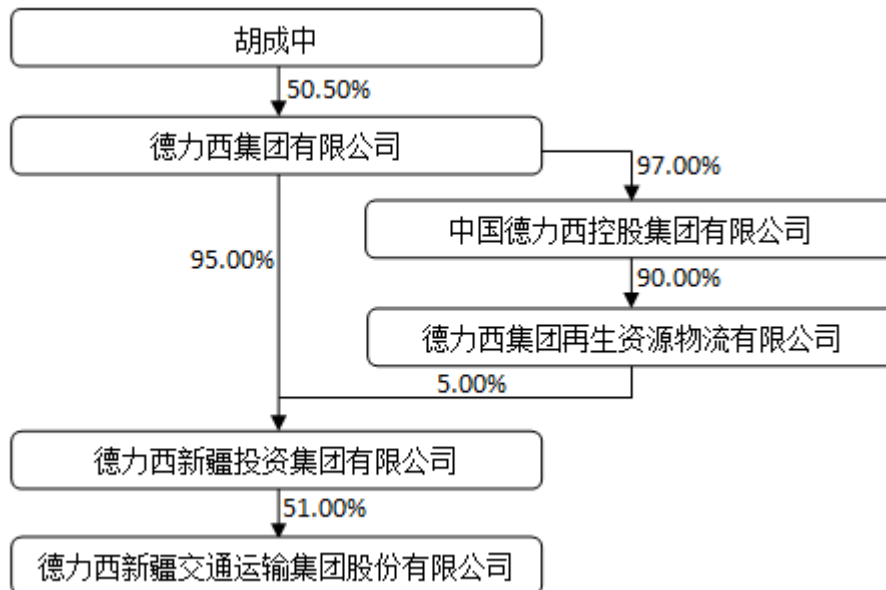 胡成中
50.50%
德力西集团有限公司
97.00%
中国德力西控股集团有限公司
95.00%
90.00%
德力西集团再生资源物流有限公司
5.00%
德力西新疆投资集团有限公司
51.00%
德力西新疆交通运输集团股份有限公司